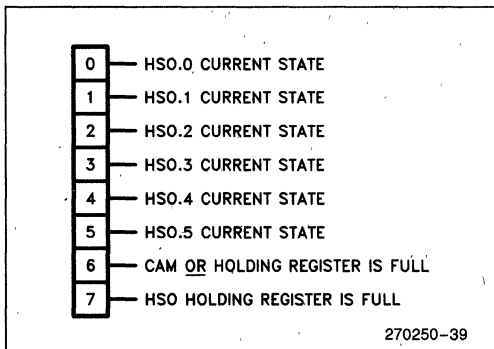 0 HSO.0 CURRENT STATE
1 HSO.1 CURRENT STATE
2 HSO.2 CURRENT STATE
3 HSO.3 CURRENT STATE
4 HSO.4 CURRENT STATE
5 HSO.5 CURRENT STATE
6 CAM OR HOLDING REGISTER IS FULL
7 HSO HOLDING REGISTER IS FULL
270250-39